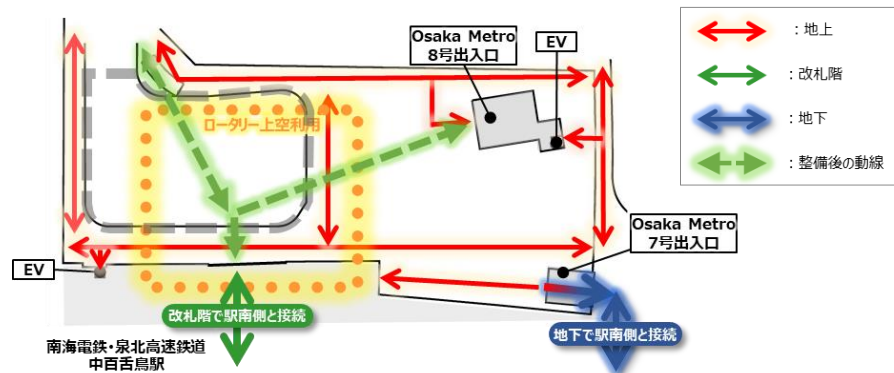 Osaka Metro
8号出入口
EV
ロータリー上空利用
Osaka Metro
7号出入口
EV
改札階で駅南側と接続
地下で駅南側と接続
南海電鉄・泉北高速鉄道
中百舌鳥駅
：地上
：改札階
：地下
：整備後の動線